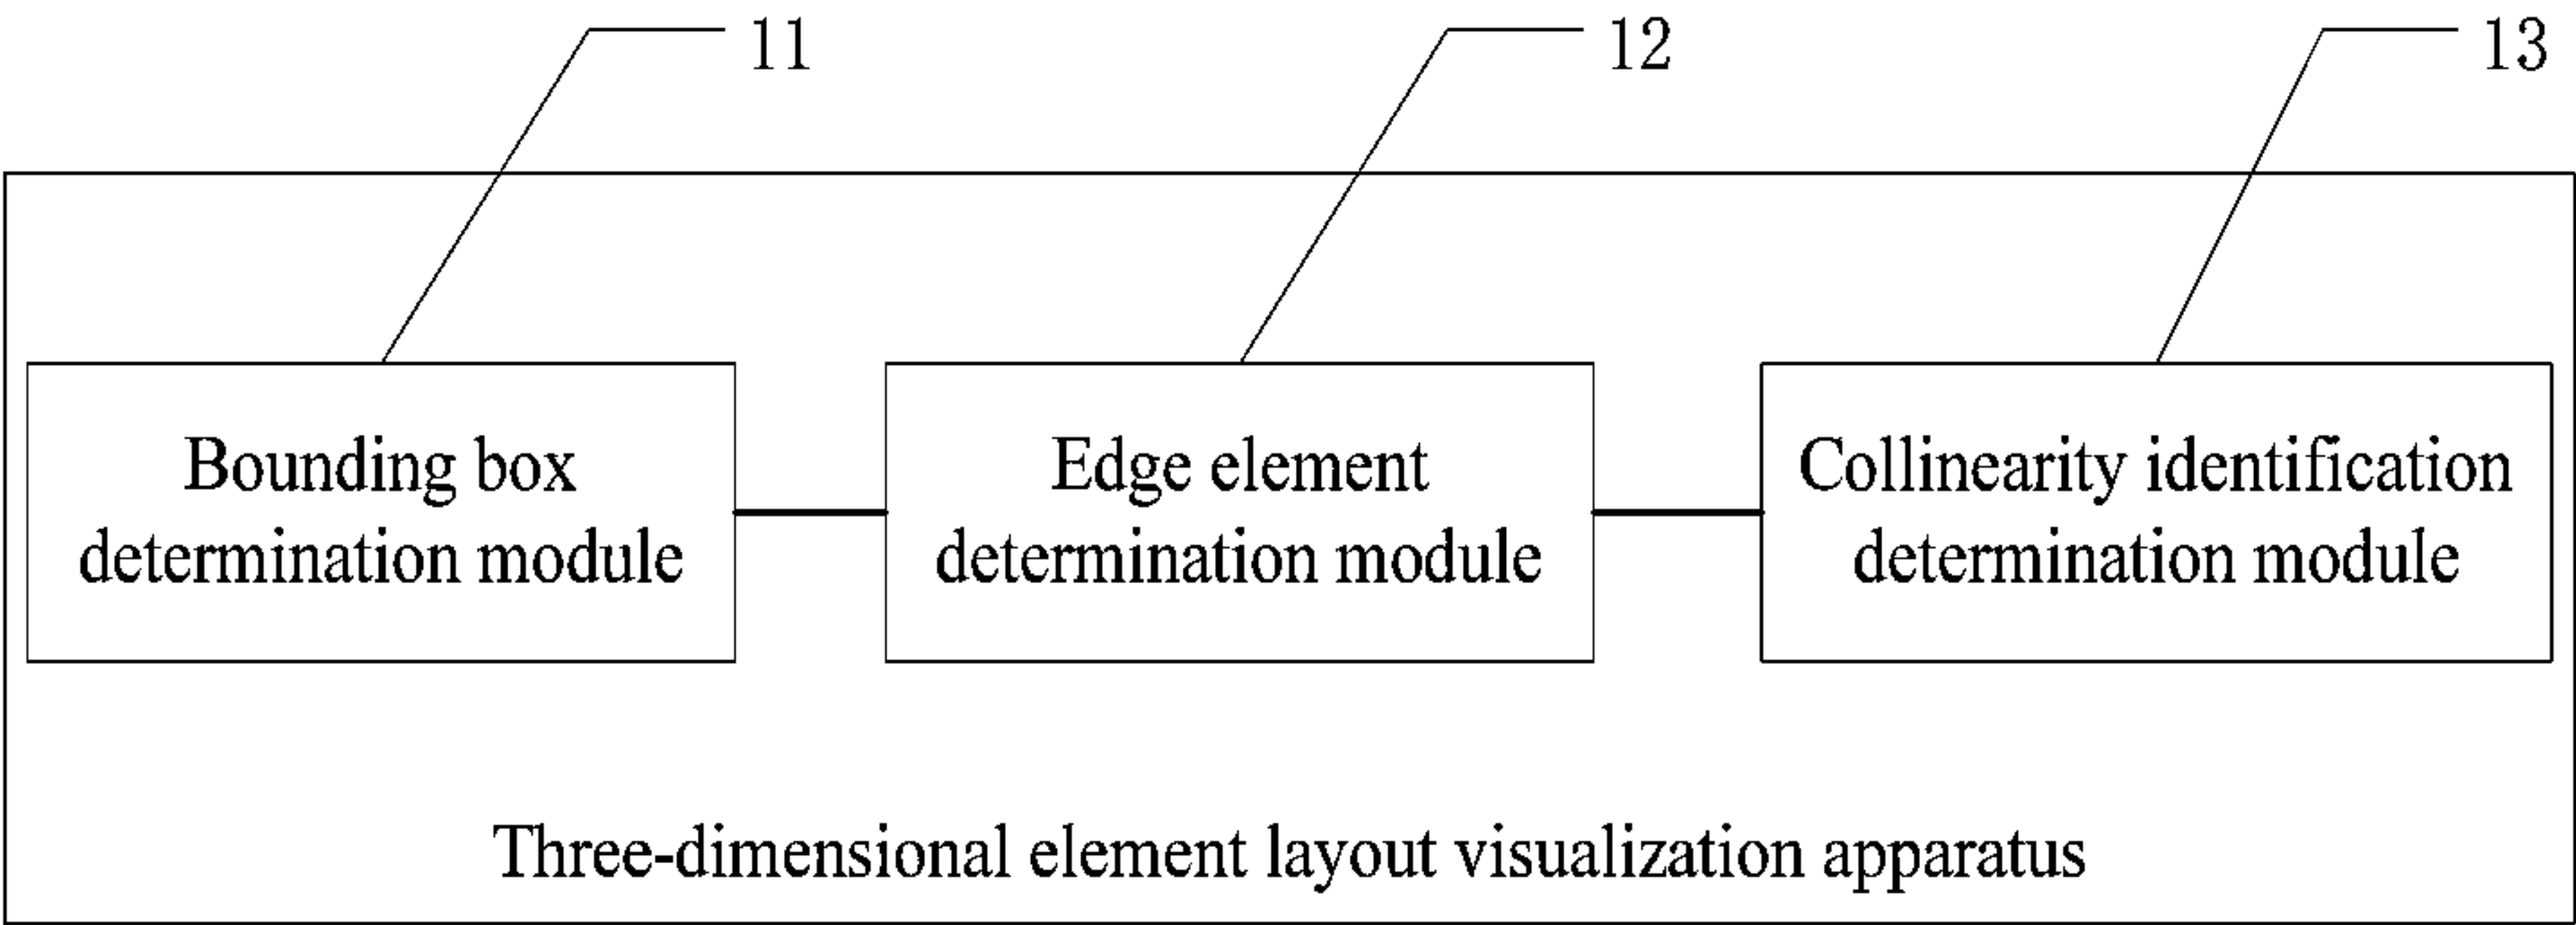 11
12
13
Bounding box
determination module
Edge element
determination module
Collinearity identification
determination module
Three-dimensional element layout visualization apparatus